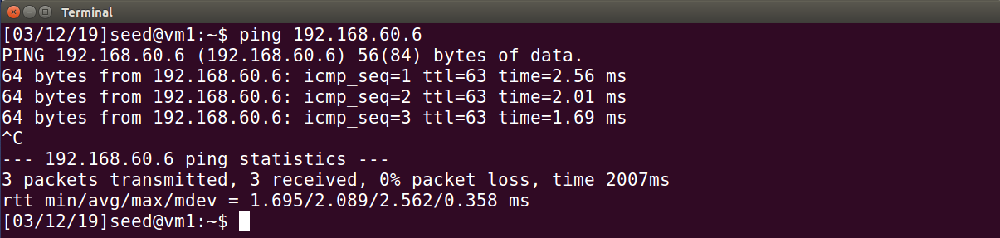 Terminal
[03/12/19]seed@vm1:~$ ping 192.168.60.6
PING 192.168.60.6 (192.168.60.6) 56(84) bytes of data.
64 bytes from 192.168.60.6: icmp_seq=1 ttl=63 time=2.56 ms
64 bytes from 192.168.60.6: icmp_seq=2 ttl=63 time=2.01 ms
64 bytes from 192.168.60.6: icmp_seq=3 ttl=63 time=1.69 ms
^C
--- 192.168.60.6 ping statistics ---
3 packets transmitted, 3 received, 0% packet loss, time 2007ms
rtt min/avg/max/mdev = 1.695/2.089/2.562/0.358 ms
[03/12/19]seed@vm1:~$